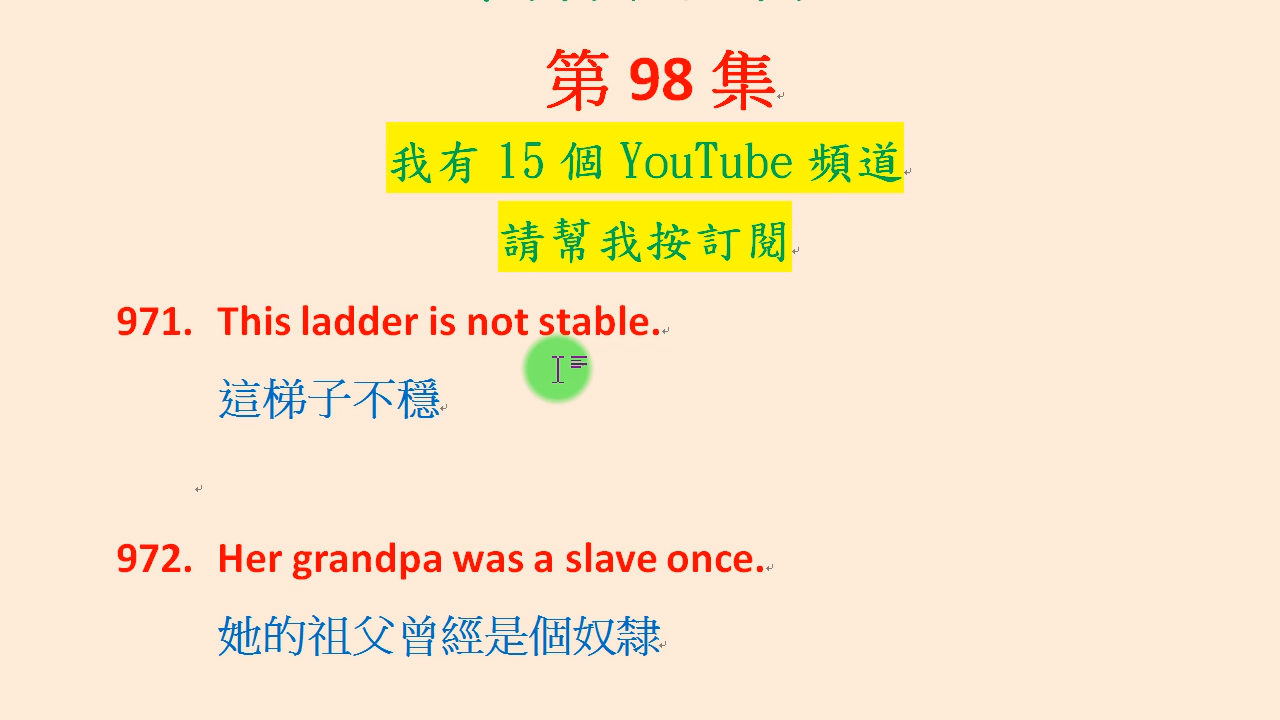 第 98 集
我有 15 個 YouTube 頻道
請幫我按訂閱
971. This ladder is not stable.
這梯子不穩
972. Her grandpa was a slave once.
她的祖父曾經是個奴隸